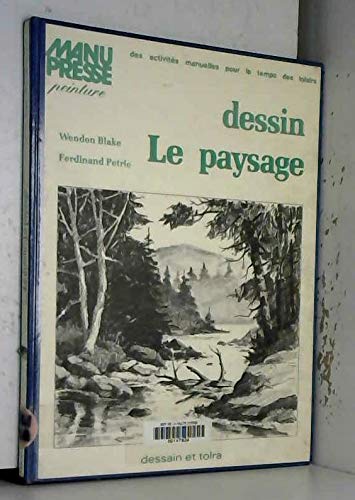 MANU
PRESSE
peinture
des activités manuelles pour le temps des loisirs
dessin
Le paysage
Wendon Blake
Ferdinand Petrie
dessain et tolra